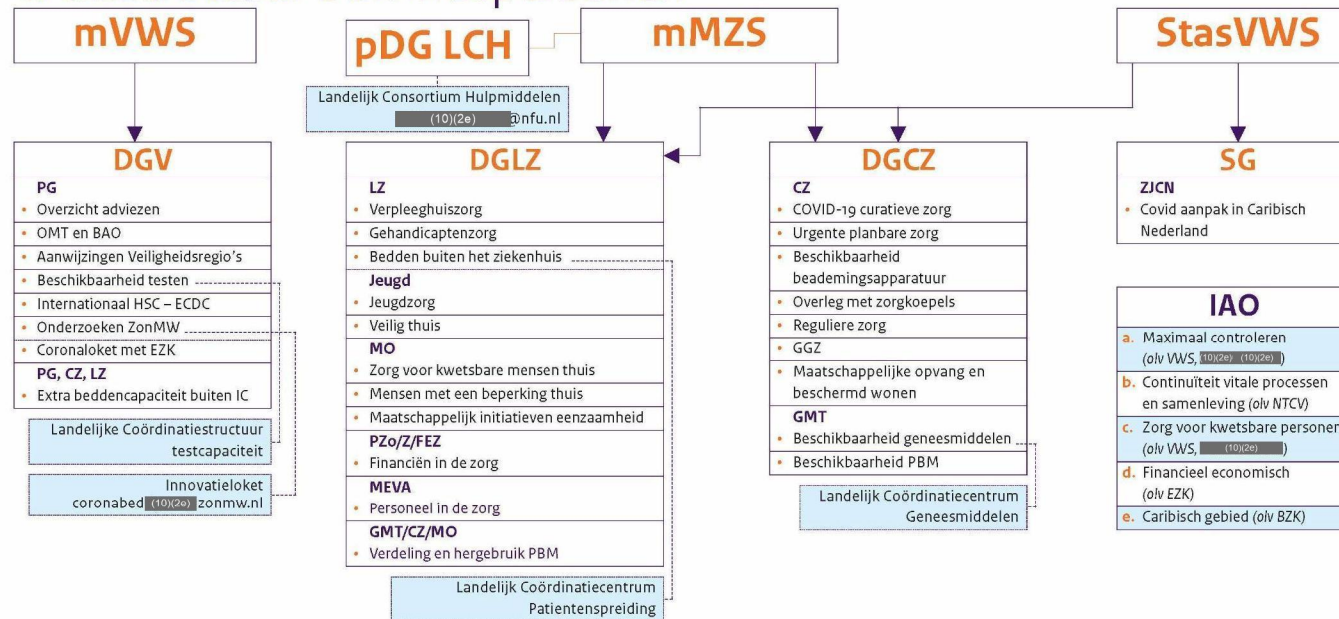 mVWS
pDG LCH
mMZS
StasVWS
Landelijk Consortium Hulpmiddelen
(10)(2e) @nfu.nl
DGV
PG
• Overzicht adviezen
• OMT en BAO
• Aanwijzingen Veiligheidsregio's
• Beschikbaarheid testen
• Internationaal HSC – ECDC
• Onderzoeken ZonMW
• Coronaloket met EZK
PG, CZ, LZ
• Extra beddencapaciteit buiten IC
Landelijke Coördinatiestructuur
testcapaciteit
Innovatieloket
coronabed (10)(2e) zonmw.nl
DGLZ
LZ
• Verpleeghuiszorg
• Gehandicaptenzorg
• Bedden buiten het ziekenhuis
Jeugd
• Jeugdzorg
• Veilig thuis
MO
• Zorg voor kwetsbare mensen thuis
• Mensen met een beperking thuis
• Maatschappelijk initiatieven eenzaamheid
PZo/Z/FEZ
• Financiën in de zorg
MEVA
• Personeel in de zorg
GMT/CZ/MO
• Verdeling en hergebruik PBM
Landelijk Coördinatiecentrum
Patientenspreiding
DGCZ
CZ
• COVID-19 curatieve zorg
• Urgente planbare zorg
• Beschikbaarheid
beademingsapparatuur
• Overleg met zorgkoepels
• Reguliere zorg
• GGZ
• Maatschappelijke opvang en
beschermd wonen
GMT
• Beschikbaarheid geneesmiddelen
• Beschikbaarheid PBM
Landelijk Coördinatiecentrum
Geneesmiddelen
SG
ZJCN
• Covid aanpak in Caribisch
Nederland
IAO
a. Maximaal controleren
(olv VWS, (10)(2e) (10)(2e) )
b. Continuïteit vitale processen
en samenleving (olv NTCV)
c. Zorg voor kwetsbare personen
(olv VWS, (10)(2e) )
d. Financieel economisch
(olv EZK)
e. Caribisch gebied (olv BZK)